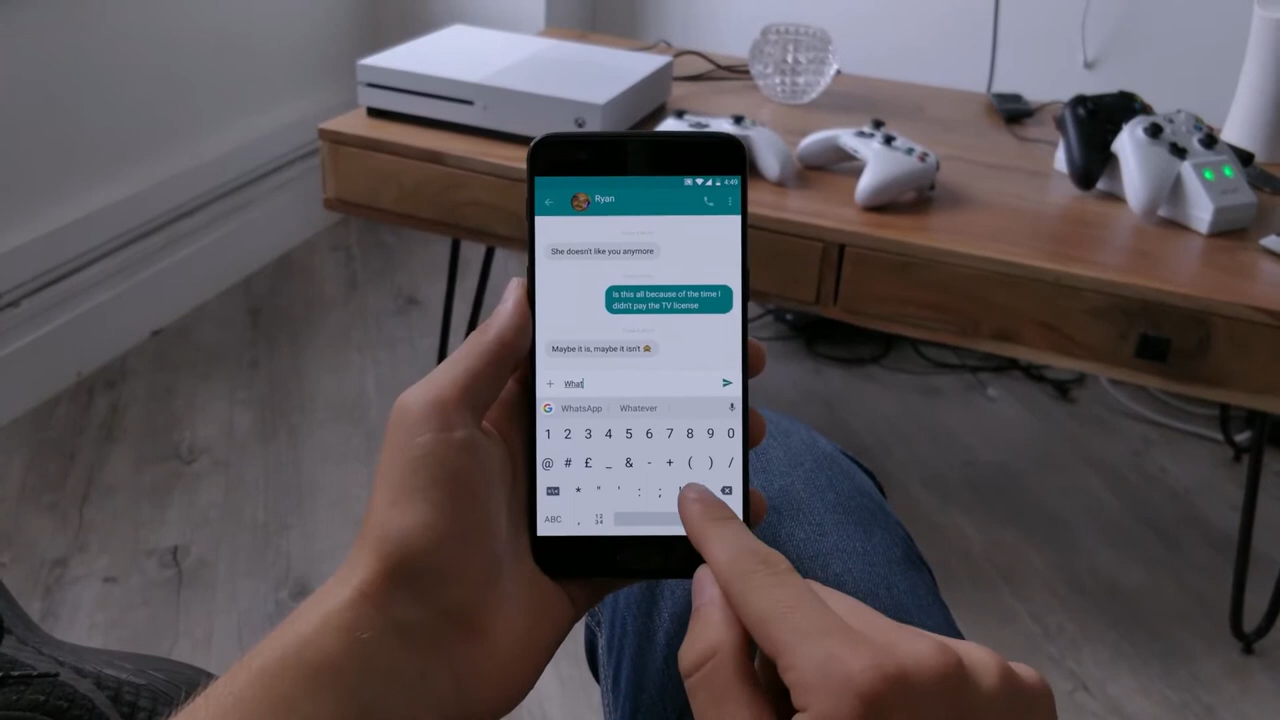 4:49
Ryan
She doesn't like you anymore
Is this all because of the time I
didn't pay the TV license
Maybe it is, maybe it isn't 🙊
What
WhatsApp Whatever
1 2 3 4 5 6 7 8 9 0
@ # £ _ & - + ( ) /
* " ' : ;
ABC , 12
34